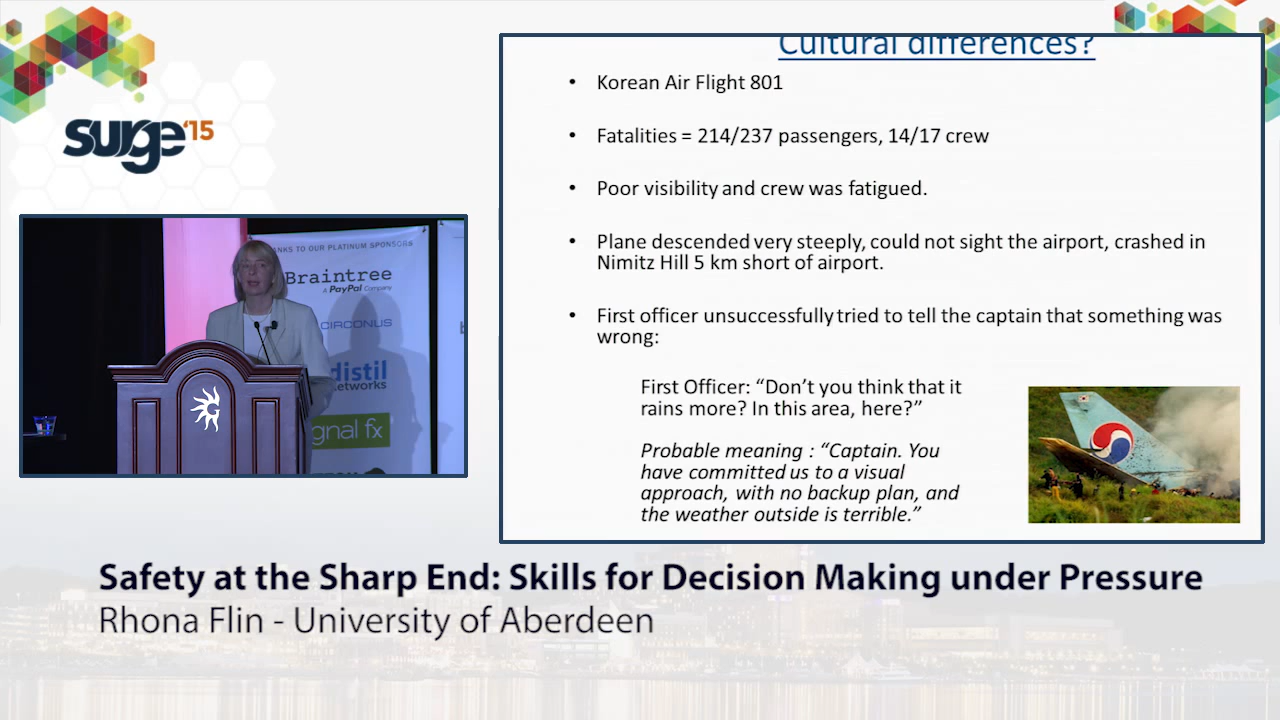 surge '15
NKS TO OUR PLATINUM SPONSORS
Braintree
A PayPal Company
CIRCONUS
distil
networks
gnal fx
Cultural differences?
• Korean Air Flight 801
• Fatalities = 214/237 passengers, 14/17 crew
• Poor visibility and crew was fatigued.
• Plane descended very steeply, could not sight the airport, crashed in
Nimitz Hill 5 km short of airport.
• First officer unsuccessfully tried to tell the captain that something was
wrong:
First Officer: “Don’t you think that it
rains more? In this area, here?”
Probable meaning : “Captain. You
have committed us to a visual
approach, with no backup plan, and
the weather outside is terrible.”
Safety at the Sharp End: Skills for Decision Making under Pressure
Rhona Flin - University of Aberdeen